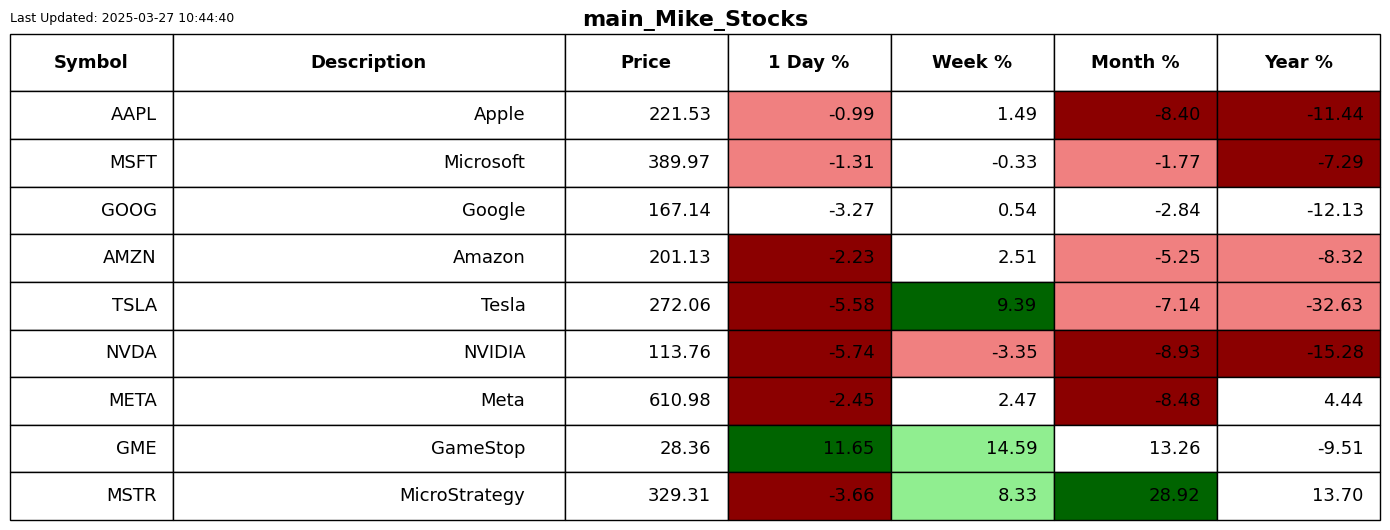 Last Updated: 2025-03-27 10:44:40
main_Mike_Stocks
Symbol Description Price 1 Day % Week % Month % Year %
AAPL Apple 221.53 -0.99 1.49 -8.40 -11.44
MSFT Microsoft 389.97 -1.31 -0.33 -1.77 -7.29
GOOG Google 167.14 -3.27 0.54 -2.84 -12.13
AMZN Amazon 201.13 -2.23 2.51 -5.25 -8.32
TSLA Tesla 272.06 -5.58 9.39 -7.14 -32.63
NVDA NVIDIA 113.76 -5.74 -3.35 -8.93 -15.28
META Meta 610.98 -2.45 2.47 -8.48 4.44
GME GameStop 28.36 11.65 14.59 13.26 -9.51
MSTR MicroStrategy 329.31 -3.66 8.33 28.92 13.70